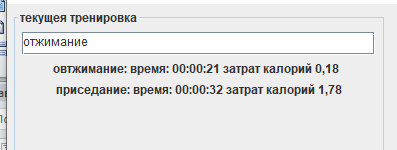 текущея тренировка
отжимание
овтжимание: время: 00:00:21 затрат калорий 0,18
приседание: время: 00:00:32 затрат калорий 1,78